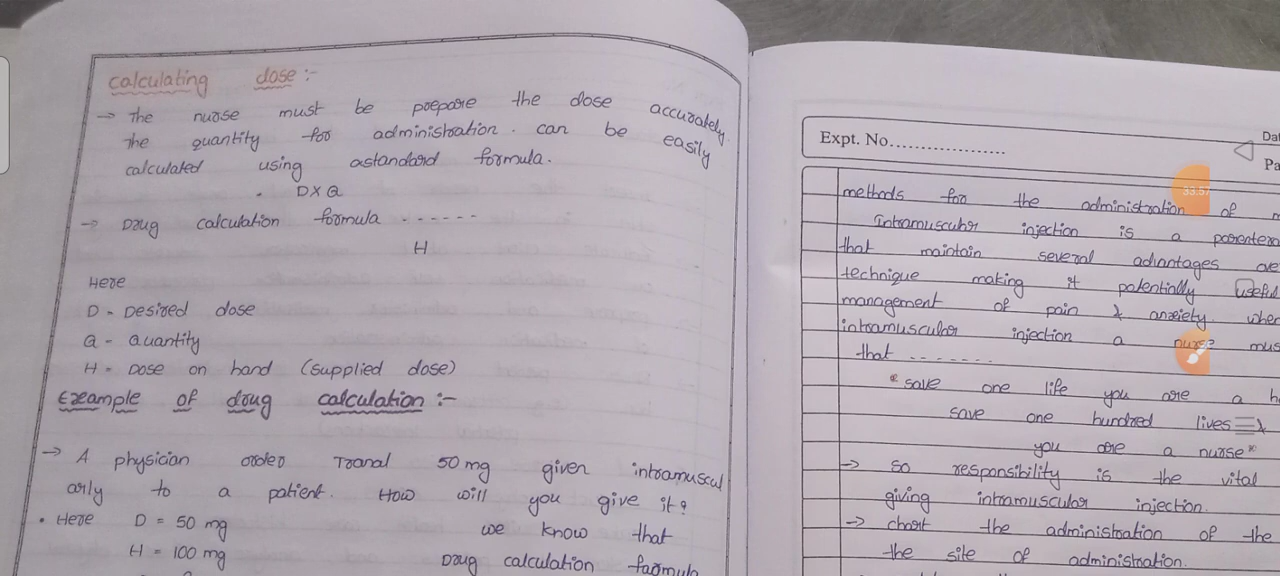 calculating dose :-
→ The nurse must be prepare the dose accurately.
the quantity for administration. can be easily
calculated using astandard formula.
D X Q
→ Drug calculation formula . - - - - - -
H
Here
D - Desired dose
Q - Quantity
H - Dose on hand (supplied dose)
Example of drug calculation :-
→ A physician order 50 mg given intramuscul
arly to a patient. How will you give it?
• Here D = 50 mg we know that
H = 100 mg Drug calculation formula
Expt. No....................
Da
Pa
33:57
methods for the administration of
Intramuscular injection is a parenter
that maintain several advantages ove
technique making it potentially useful
management of pain & anxiety. when
intramuscular injection a nurse mus
that - - - - - - -
"save one life you are a h
save one hundred lives
you are a nurse"
→ so responsibility is the vital
giving intramuscular injection.
→ chart the administration of the
the site of administration.